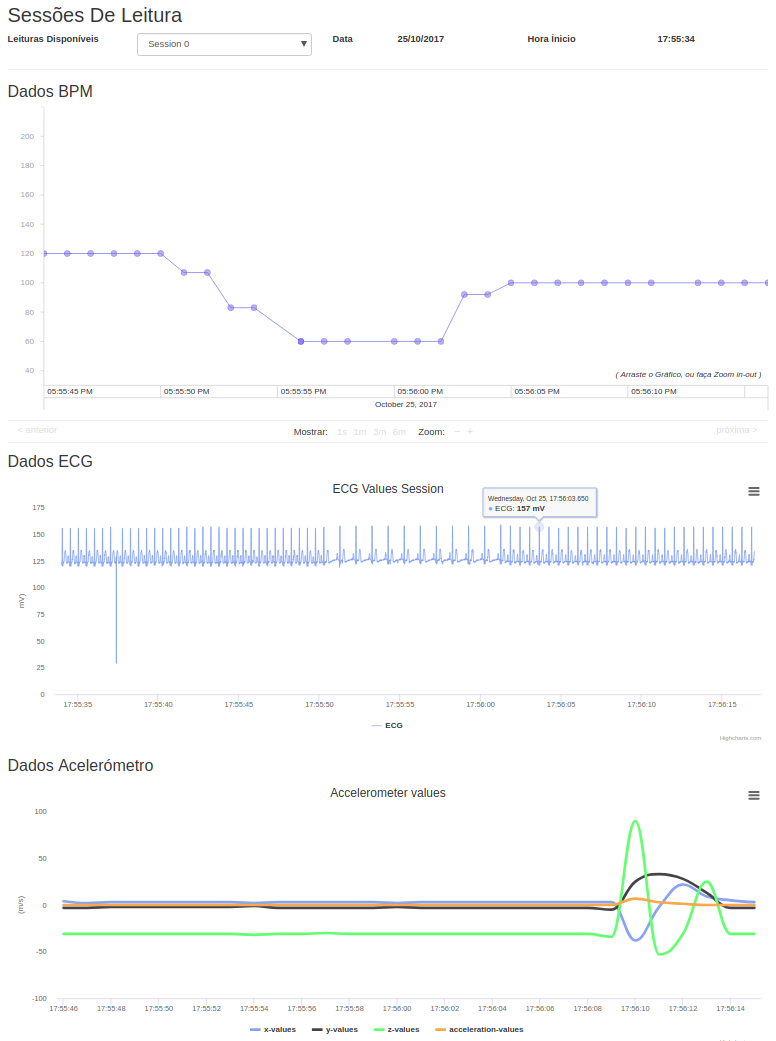 Sessões De Leitura
Leituras Disponíveis Session 0 ▼ Data 25/10/2017 Hora Ínicio 17:55:34
Dados BPM
200
180
160
140
120
100
80
60
40
( Arraste o Gráfico, ou faça Zoom in-out )
05:55:45 PM 05:55:50 PM 05:55:55 PM 05:56:00 PM 05:56:05 PM 05:56:10 PM
October 25, 2017
< anterior Mostrar: 1s 1m 3m 6m Zoom: − + próxima >
Dados ECG
ECG Values Session
Wednesday, Oct 25, 17:56:03.650
● ECG: 157 mV
175
150
125
100
75
50
25
0
mV)
17:55:35 17:55:40 17:55:45 17:55:50 17:55:55 17:56:00 17:56:05 17:56:10 17:56:15
ECG
Highcharts.com
Dados Acelerómetro
Accelerometer values
100
50
0
-50
-100
(m/s)
17:55:46 17:55:48 17:55:50 17:55:52 17:55:54 17:55:56 17:55:58 17:56:00 17:56:02 17:56:04 17:56:06 17:56:08 17:56:10 17:56:12 17:56:14
x-values y-values z-values acceleration-values